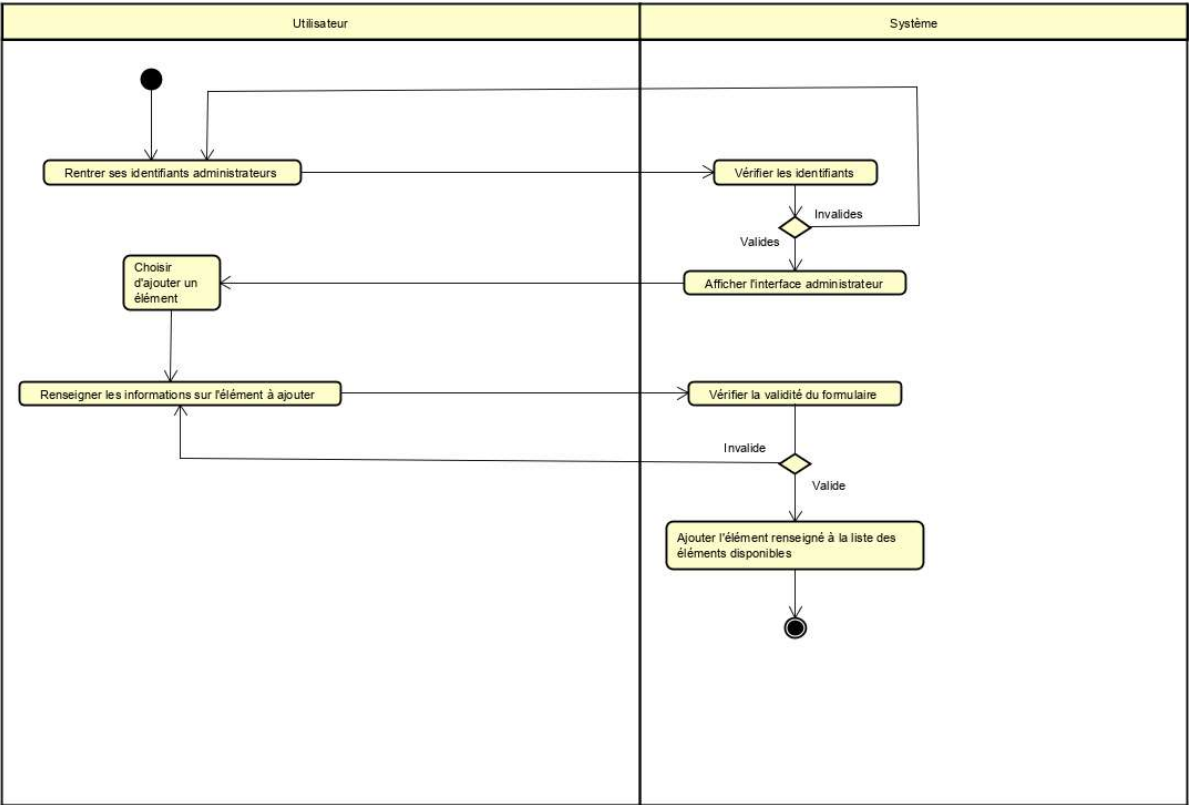 Utilisateur
Système
Rentrer ses identifiants administrateurs
Vérifier les identifiants
Invalides
Valides
Choisir
d'ajouter un
élément
Afficher l'interface administrateur
Renseigner les informations sur l'élément à ajouter
Vérifier la validité du formulaire
Invalide
Valide
Ajouter l'élément renseigné à la liste des
éléments disponibles